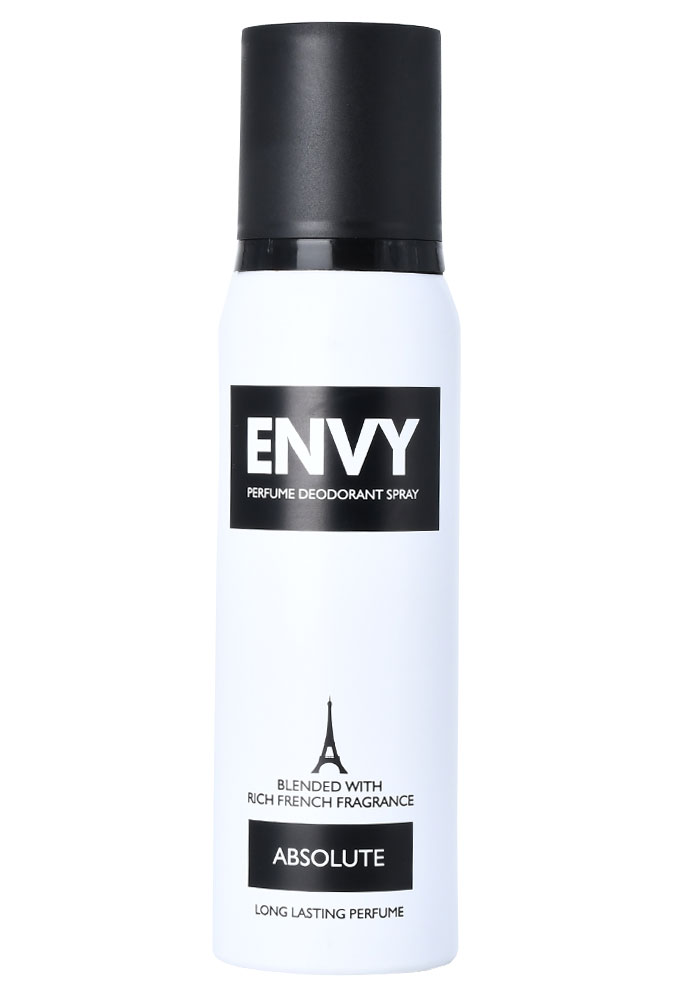 ENVY
PERFUME DEODORANT SPRAY
BLENDED WITH
RICH FRENCH FRAGRANCE
ABSOLUTE
LONG LASTING PERFUME